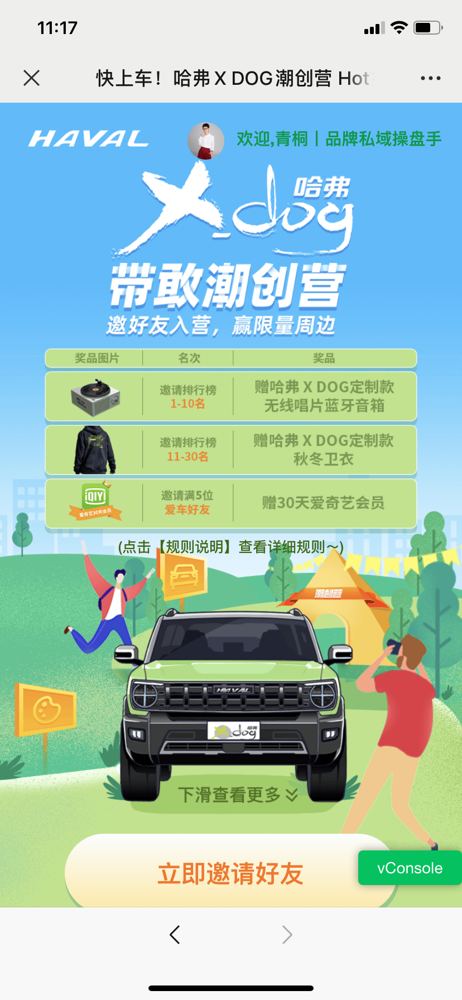 11:17
快上车！哈弗 X DOG潮创营 Hot
HAVAL
欢迎,青桐丨品牌私域操盘手
哈弗
X-dog
带敢潮创营
邀好友入营，赢限量周边
奖品图片 名次 奖品
邀请排行榜
1-10名
赠哈弗 X DOG定制款
无线唱片蓝牙音箱
邀请排行榜
11-30名
赠哈弗 X DOG定制款
秋冬卫衣
iQIYI
爱奇艺30天会员
邀请满5位
爱车好友
赠30天爱奇艺会员
(点击【规则说明】查看详细规则～)
潮创营
HAVAL
X-dog 哈弗
下滑查看更多
立即邀请好友
vConsole